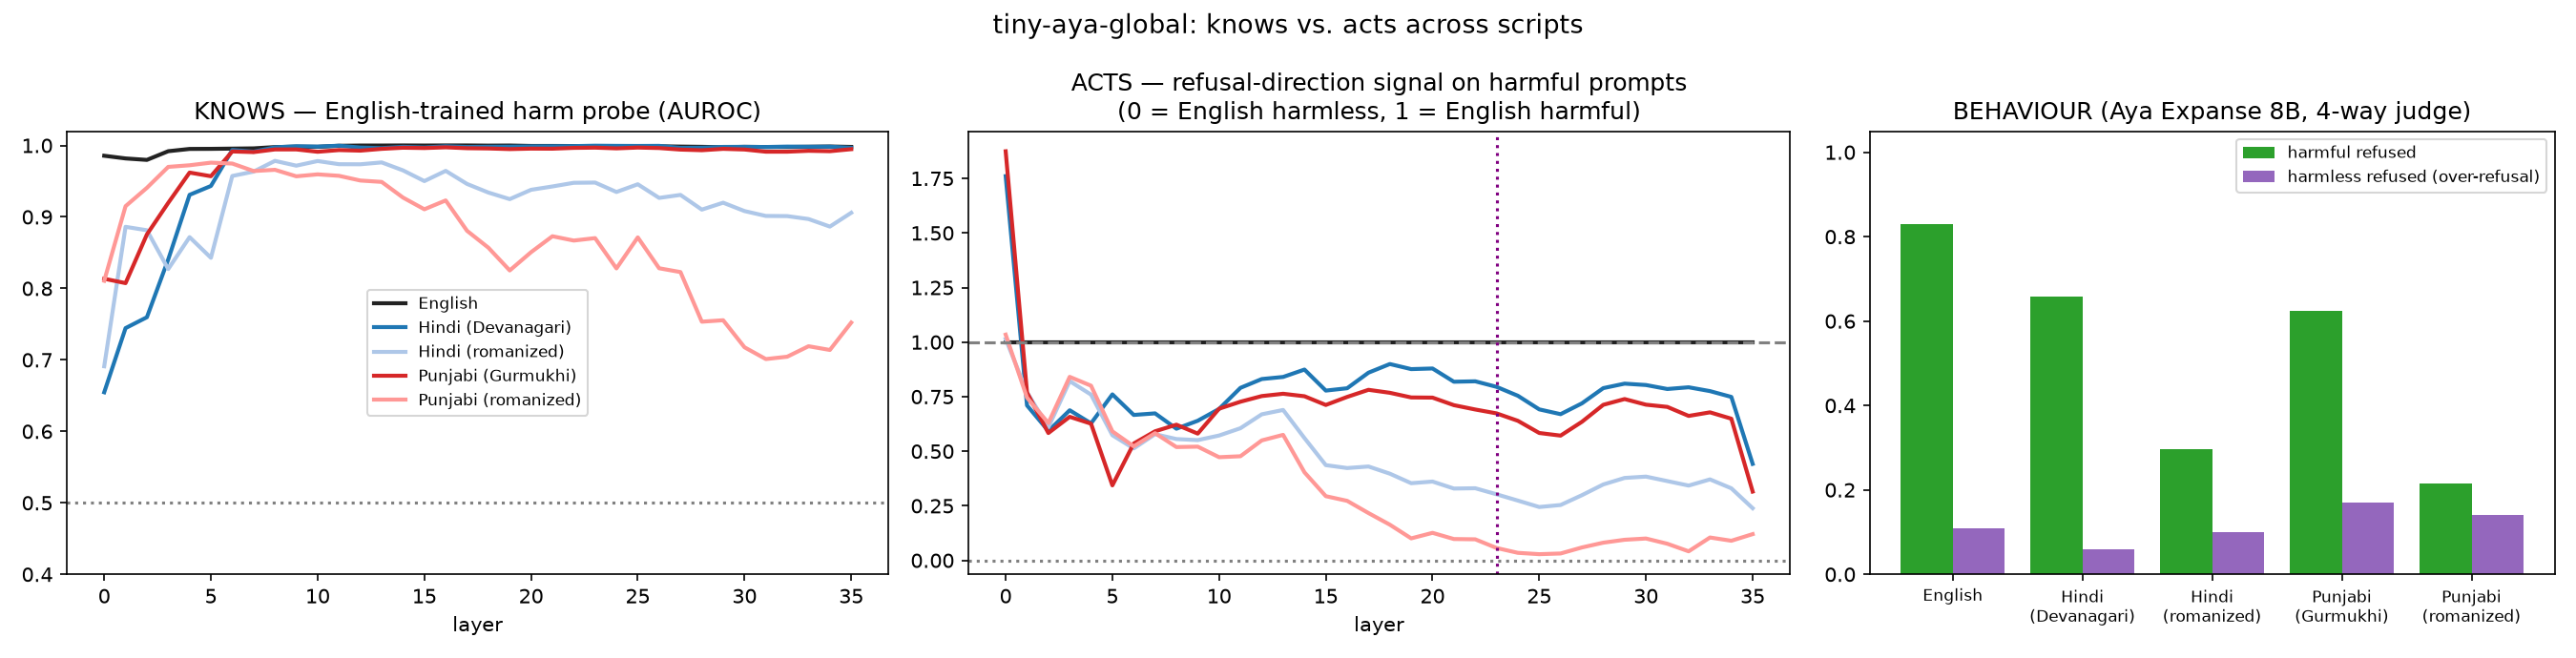 tiny-aya-global: knows vs. acts across scripts
KNOWS — English-trained harm probe (AUROC)
1.0
0.9
0.8
0.7
0.6
0.5
0.4
English
Hindi (Devanagari)
Hindi (romanized)
Punjabi (Gurmukhi)
Punjabi (romanized)
0 5 10 15 20 25 30 35
layer
ACTS — refusal-direction signal on harmful prompts
(0 = English harmless, 1 = English harmful)
1.75
1.50
1.25
1.00
0.75
0.50
0.25
0.00
0 5 10 15 20 25 30 35
layer
BEHAVIOUR (Aya Expanse 8B, 4-way judge)
harmful refused
harmless refused (over-refusal)
1.0
0.8
0.6
0.4
0.2
0.0
English
Hindi
(Devanagari)
Hindi
(romanized)
Punjabi
(Gurmukhi)
Punjabi
(romanized)